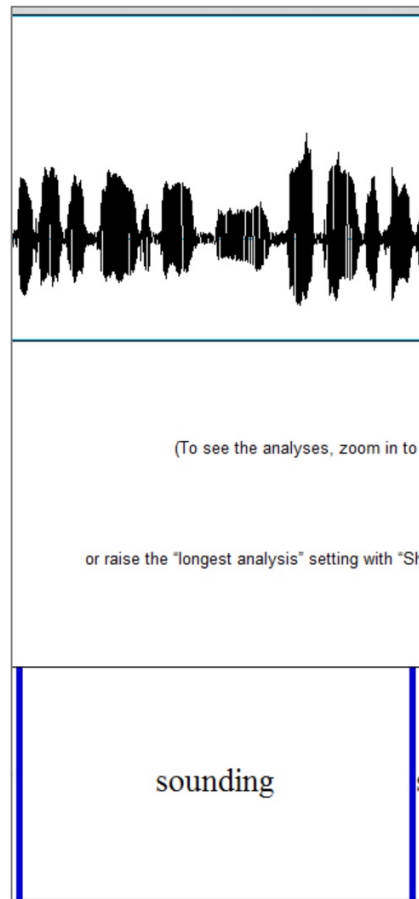 (To see the analyses, zoom in to
or raise the “longest analysis” setting with “Sh
sounding
s